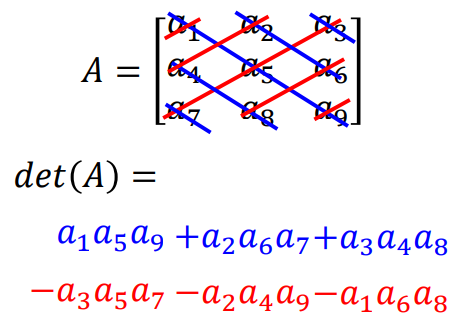 A = [a₁ a₂ a₃
a₄ a₅ a₆
a₇ a₈ a₉]
det(A) =
a₁a₅a₉ +a₂a₆a₇+a₃a₄a₈
−a₃a₅a₇ −a₂a₄a₉−a₁a₆a₈